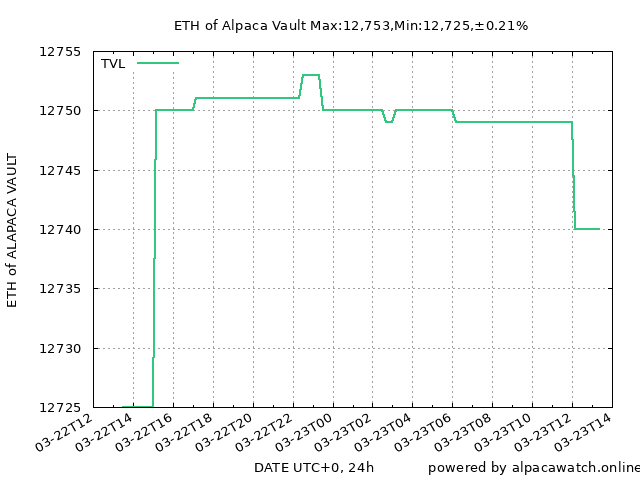 ETH of Alpaca Vault Max:12,753,Min:12,725,±0.21%
TVL
12755
12750
12745
12740
12735
12730
12725
ETH of ALAPACA VAULT
03-22T12
03-22T14
03-22T16
03-22T18
03-22T20
03-22T22
03-23T00
03-23T02
03-23T04
03-23T06
03-23T08
03-23T10
03-23T12
03-23T14
DATE UTC+0, 24h
powered by alpacawatch.online